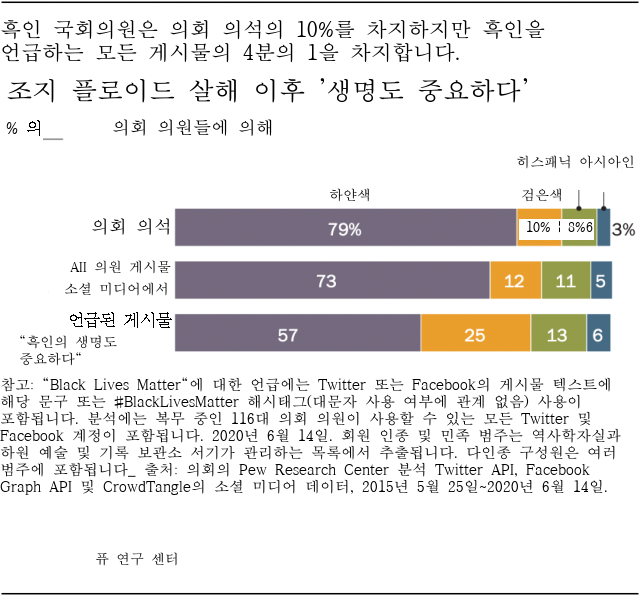 흑인 국회의원은 의회 의석의 10%를 차지하지만 흑인을
언급하는 모든 게시물의 4분의 1을 차지합니다.
조지 플로이드 살해 이후 '생명도 중요하다'
% 의__ 의회 의원들에 의해
히스패닉 아시아인
하얀색 검은색
의회 의석 79% 10% 8%6 3%
AII 의원 게시물
소셜 미디어에서
73 12 11 5
언급된 게시물
57 25 13 6
“흑인의 생명도
중요하다“
참고: “Black Lives Matter“에 대한 언급에는 Twitter 또는 Facebook의 게시물 텍스트에
해당 문구 또는 #BlackLivesMatter 해시태그(대문자 사용 여부에 관계 없음) 사용이
포함됩니다. 분석에는 복무 중인 116대 의회 의원이 사용할 수 있는 모든 Twitter 및
Facebook 계정이 포함됩니다. 2020년 6월 14일. 회원 인종 및 민족 범주는 역사학자실과
하원 예술 및 기록 보관소 서기가 관리하는 목록에서 추출됩니다. 다인종 구성원은 여러
범주에 포함됩니다_ 출처: 의회의 Pew Research Center 분석 Twitter API, Facebook
Graph API 및 CrowdTangle의 소셜 미디어 데이터, 2015년 5월 25일~2020년 6월 14일.
퓨 연구 센터